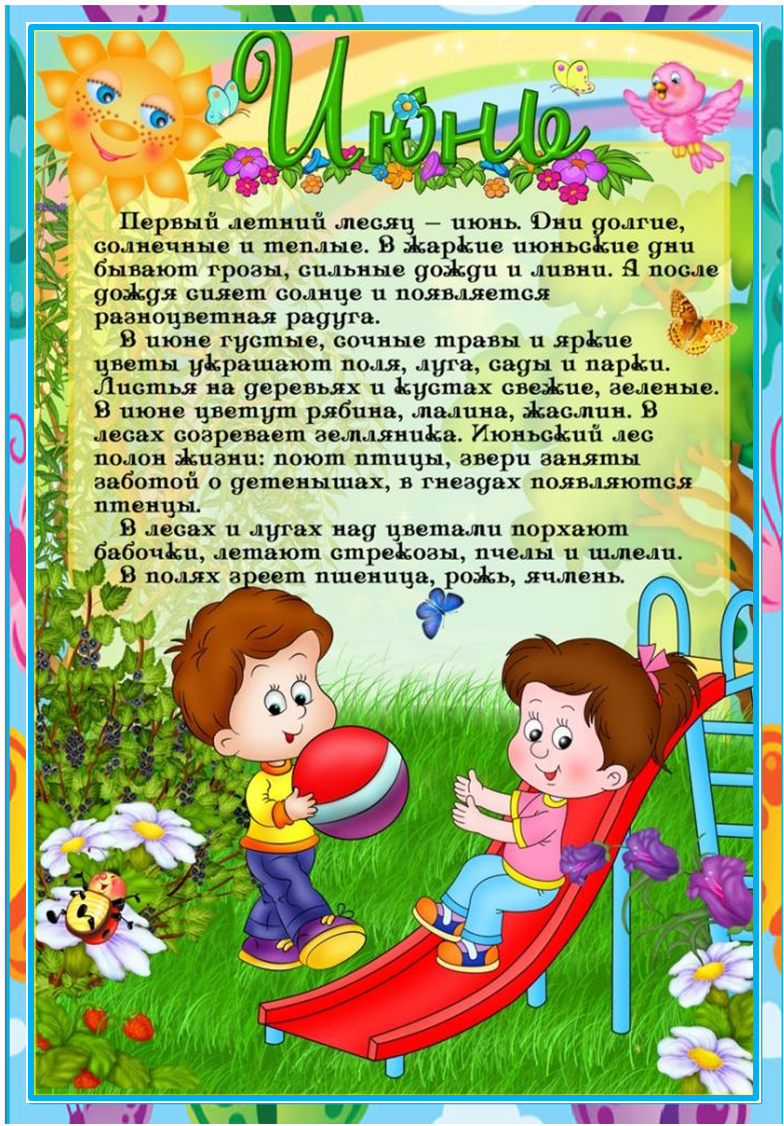 Июнь
Первый летний месяц – июнь. Дни долгие,
солнечные и теплые. В жаркие июньские дни
бывают грозы, сильные дожди и ливни. А после
дождя сияет солнце и появляется
разноцветная радуга.
В июне густые, сочные травы и яркие
цветы украшают поля, луга, сады и парки.
Листья на деревьях и кустах свежие, зеленые.
В июне цветут рябина, малина, жасмин. В
лесах созревает земляника. Июньский лес
полон жизни: поют птицы, звери заняты
заботой о детенышах, в гнездах появляются
птенцы.
В лесах и лугах над цветами порхают
бабочки, летают стрекозы, пчелы и шмели.
В полях зреет пшеница, рожь, ячмень.